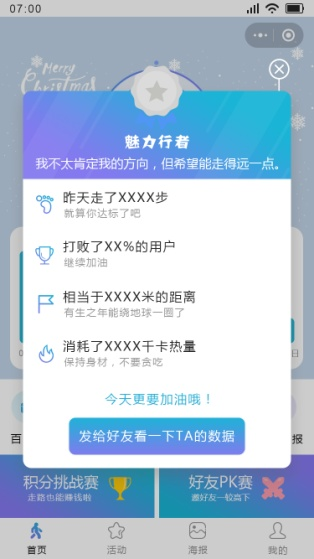 07:00
Merry
Christmas
魅力行者
我不太肯定我的方向，但希望能走得远一点。
昨天走了XXXX步
就算你达标了吧
打败了XX%的用户
继续加油
相当于XXXX米的距离
有生之年能绕地球一圈了
消耗了XXXX千卡热量
保持身材，不要贪吃
今天更要加油哦！
发给好友看一下TA的数据
积分挑战赛
走路也能赚钱啦
好友PK赛
邀好友一较高下
首页
活动
海报
我的